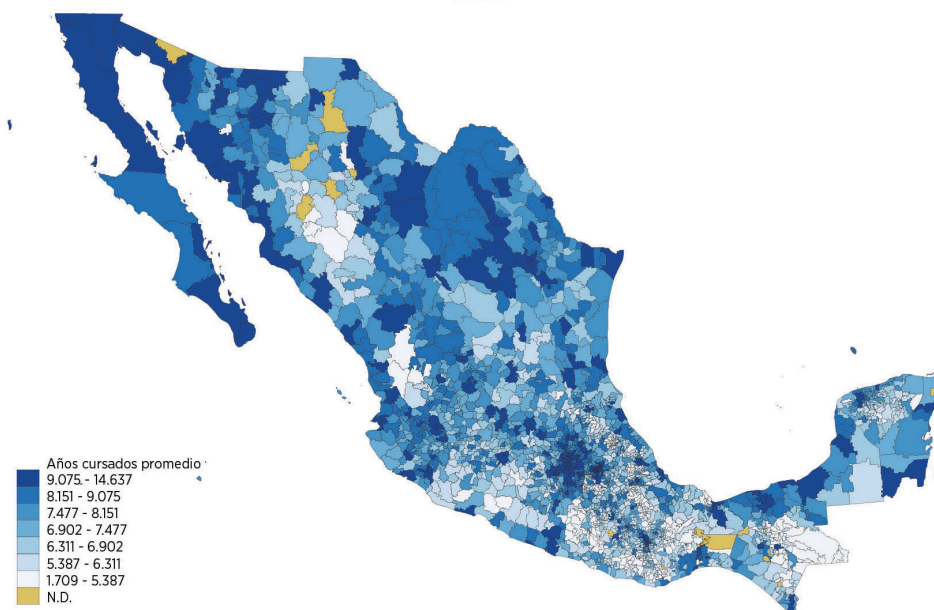 Años cursados promedio
9.075 - 14.637
8.151 - 9.075
7.477 - 8.151
6.902 - 7.477
6.311 - 6.902
5.387 - 6.311
1.709 - 5.387
N.D.